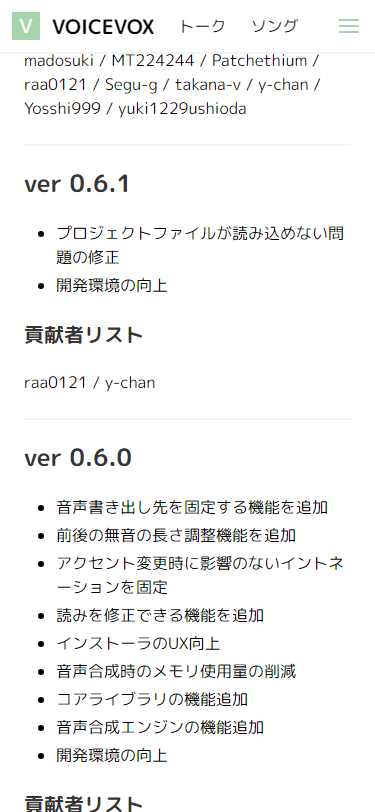 V VOICEVOX トーク ソング
madosuki / MT224244 / Patchethium /
raa0121 / Segu-g / takana-v / y-chan /
Yosshi999 / yuki1229ushioda
ver 0.6.1
プロジェクトファイルが読み込めない問
題の修正
開発環境の向上
貢献者リスト
raa0121 / y-chan
ver 0.6.0
音声書き出し先を固定する機能を追加
前後の無音の長さ調整機能を追加
アクセント変更時に影響のないイントネ
ーションを固定
読みを修正できる機能を追加
インストーラのUX向上
音声合成時のメモリ使用量の削減
コアライブラリの機能追加
音声合成エンジンの機能追加
開発環境の向上
貢献者リスト